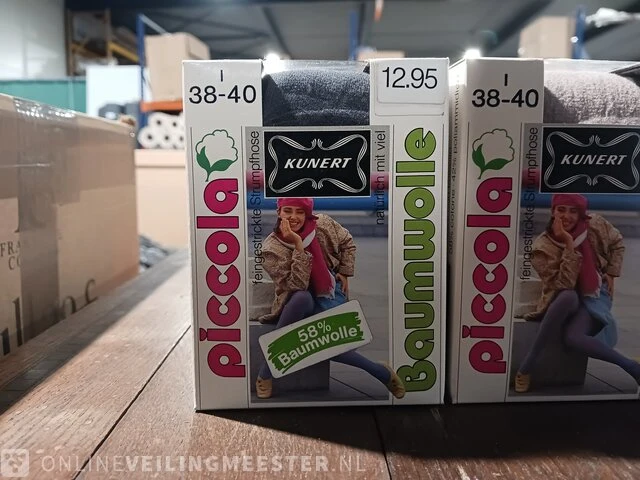 I
38-40
12.95
KUNERT
piccola
feingestrickte Strumpfhose
natürlich mit viel
Baumwolle
58%
Baumwolle
I
38-40
KUNERT
piccola
feingestrickte Strumpfhose
ONLINEVEILINGMEESTER.NL